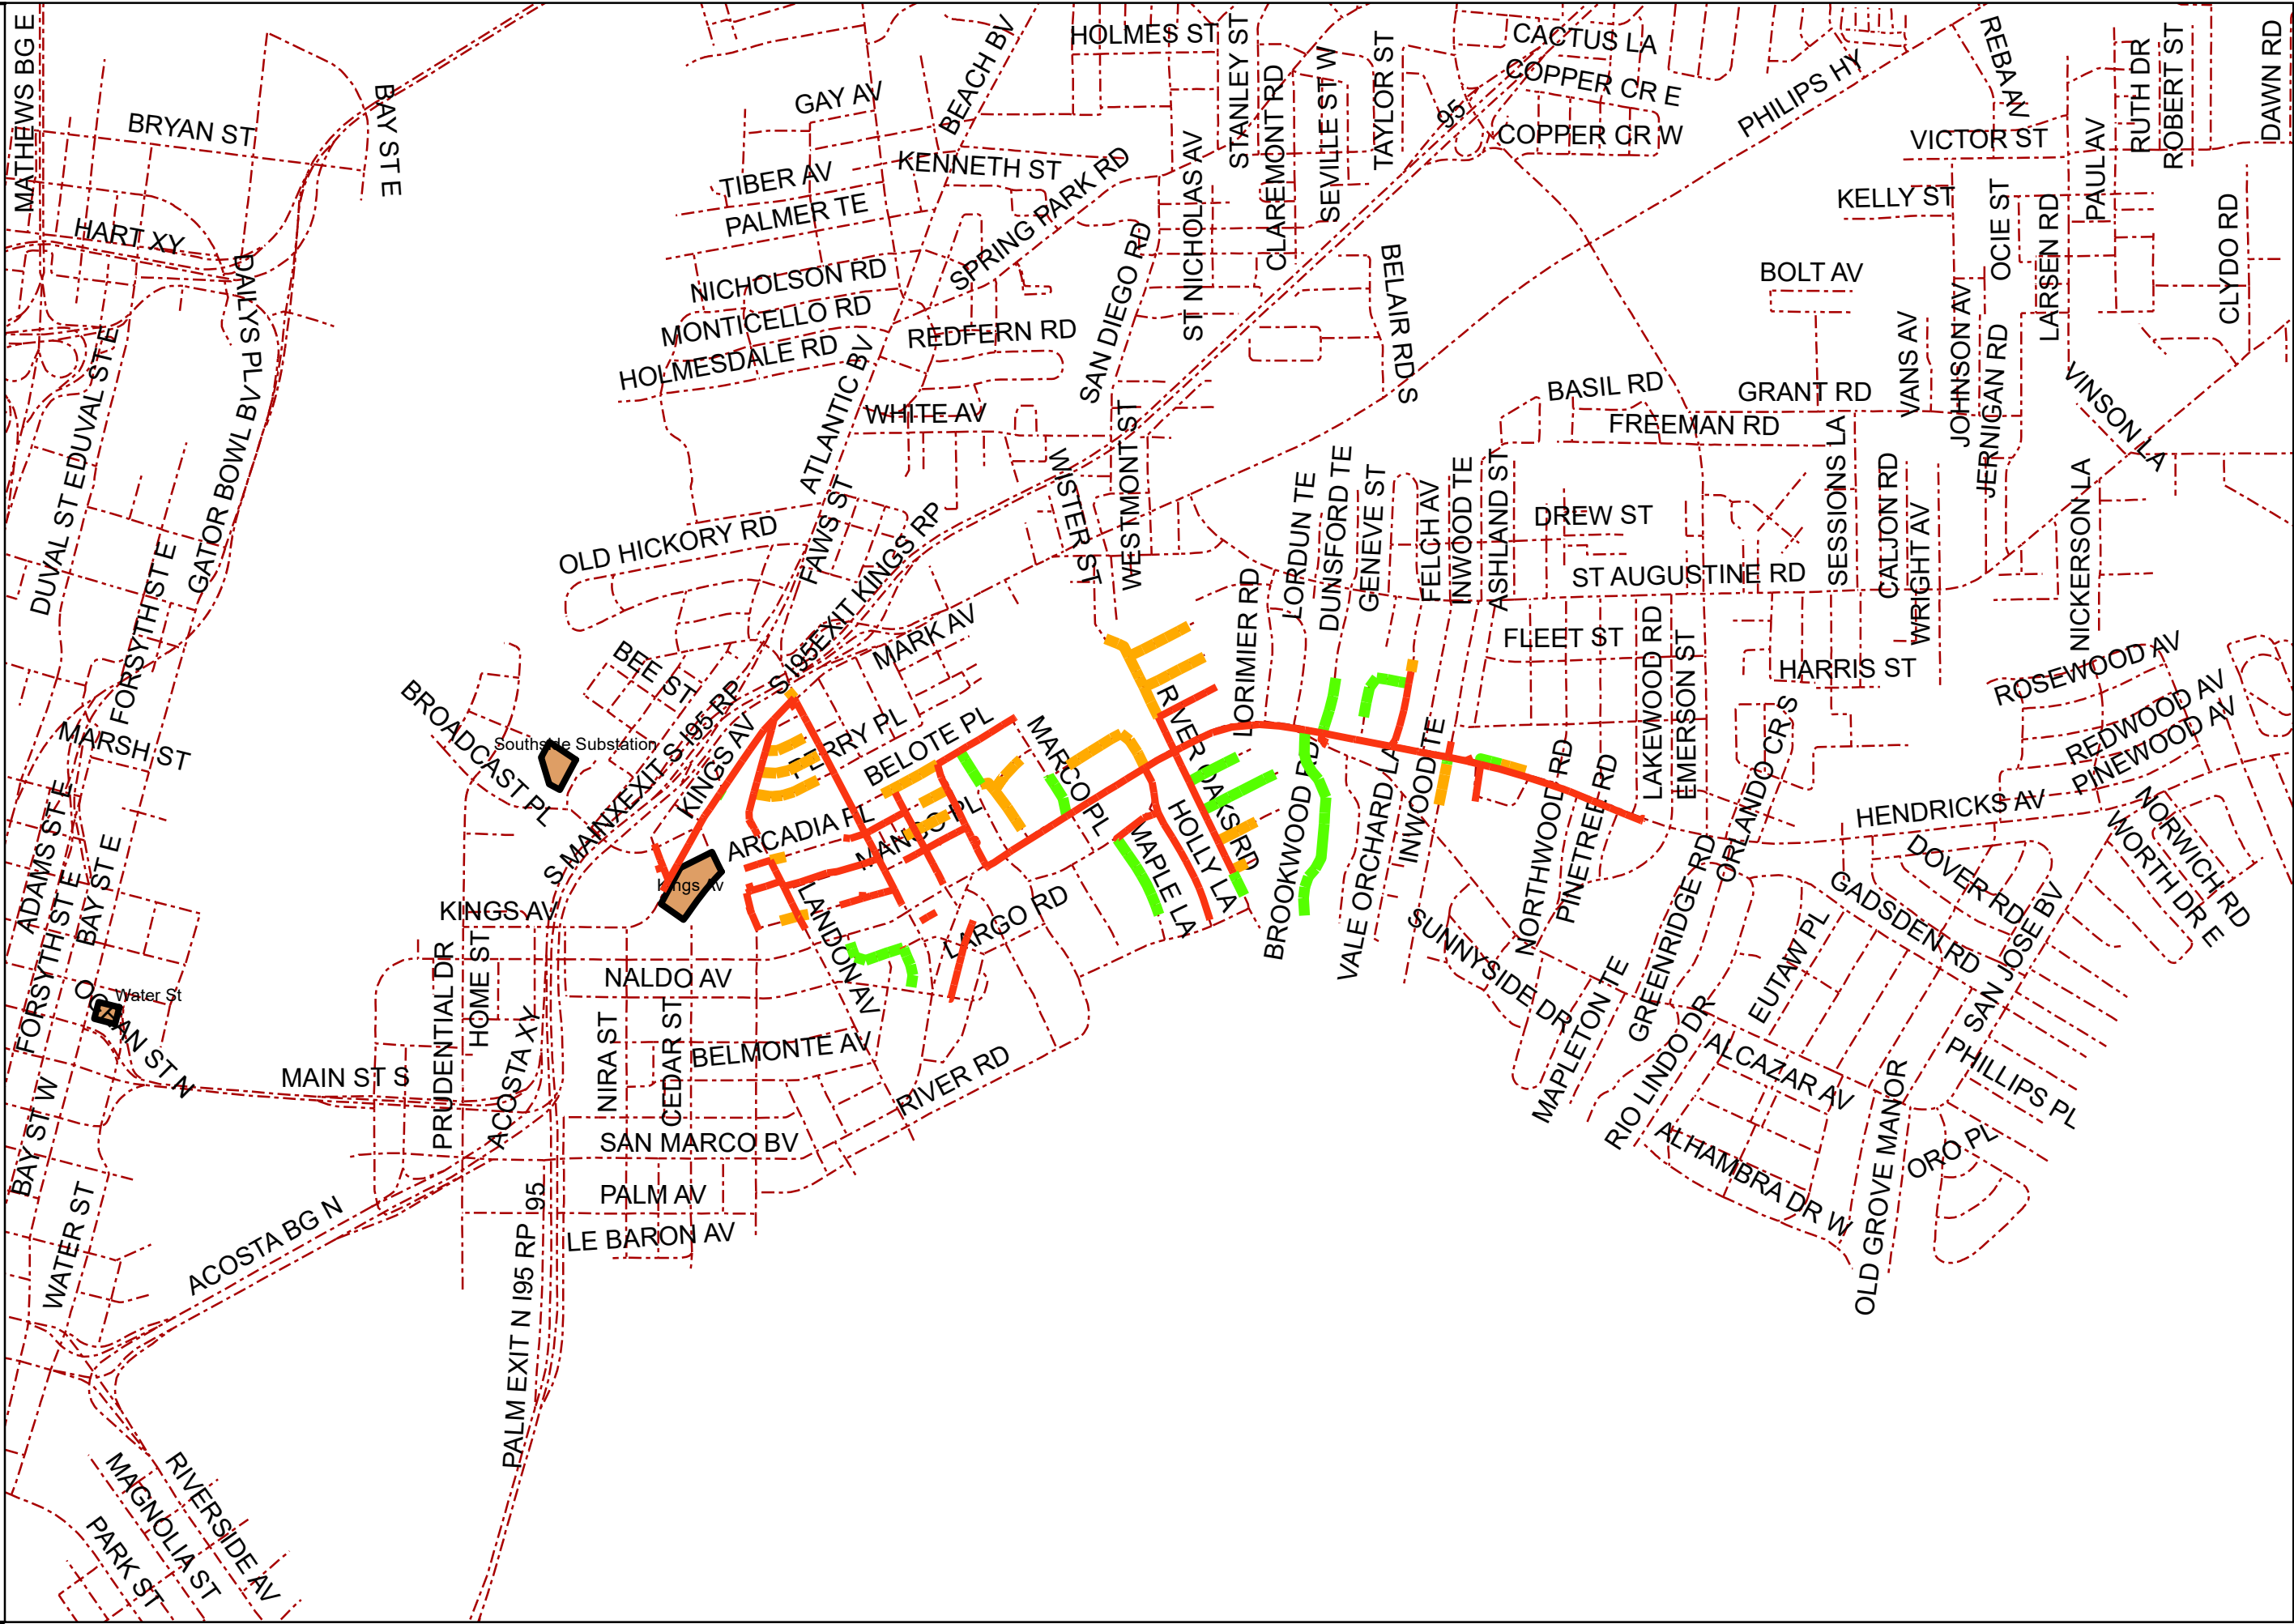 MATHEWS BG E
BRYAN ST
BAY ST E
HART XY
DAILYS PL
GATOR BOWL BV
DUVAL ST E
DUVAL ST E
FORSYTH ST E
MARSH ST
ADAMS ST E
FORSYTH ST E
BAY ST E
Water St
BAY ST W
WATER ST
MAIN ST S
ACOSTA BG N
MAGNOLIA ST
RIVERSIDE AV
PARK ST
HOLMES ST
BEACH BV
GAY AV
KENNETH ST
TIBER AV
PALMER TE
SPRING PARK RD
NICHOLSON RD
MONTICELLO RD
HOLMESDALE RD
REDFERN RD
ATLANTIC BV
WHITE AV
FAWS ST
OLD HICKORY RD
SAN DIEGO RD
ST NICHOLAS AV
STANLEY ST
CLAREMONT RD
SEVILLE ST W
TAYLOR ST
BELAIR RD S
WESTMONT ST
WISTER ST
95
CACTUS LA
COPPER CR E
COPPER CR W
PHILIPS HY
REBA AV
VICTOR ST
KELLY ST
RUTH DR
ROBERT ST
DAWN RD
PAUL AV
OCIE ST
LARSEN RD
CLYDO RD
BOLT AV
VANS AV
JOHNSON AV
JERNIGAN RD
VINSON LA
BASIL RD
GRANT RD
FREEMAN RD
SESSIONS LA
CALJON RD
WRIGHT AV
NICKERSON LA
DREW ST
ST AUGUSTINE RD
FLEET ST
HARRIS ST
LORDUN TE
DUNSFORD TE
GENEVE ST
FELCH AV
INWOOD TE
ASHLAND ST
LORIMIER RD
LAKEWOOD RD
EMERSON ST
ROSEWOOD AV
REDWOOD AV
PINEWOOD AV
HENDRICKS AV
NORWICH RD
WORTH DR E
DOVER RD
GADSDEN RD
SAN JOSE BV
ORLANDO CR S
GREENRIDGE RD
EUTAW PL
PHILLIPS PL
ALCAZAR AV
ALHAMBRA DR W
OLD GROVE MANOR
ORO PL
RIO LINDO DR
MAPLETON TE
SUNNYSIDE DR
NORTHWOOD RD
PINETREE RD
INWOOD TE
VALE ORCHARD LA
BROOKWOOD RD
RIVER OAKS RD
HOLLY LA
MAPLE LA
MARCO PL
MARK AV
S I95 EXIT KINGS RP
BEE ST
BROADCAST PL
Southside Substation
S MAIN EXIT S I95 RP
KINGS AV
BELOTE PL
ARCADIA PL
Kings Av
KINGS AV
LANDON AV
LARGO RD
NALDO AV
PRUDENTIAL DR
HOME ST
ACOSTA XY
NIRA ST
CEDAR ST
BELMONTE AV
RIVER RD
SAN MARCO BV
PALM AV
LE BARON AV
95
PALM EXIT N I95 RP